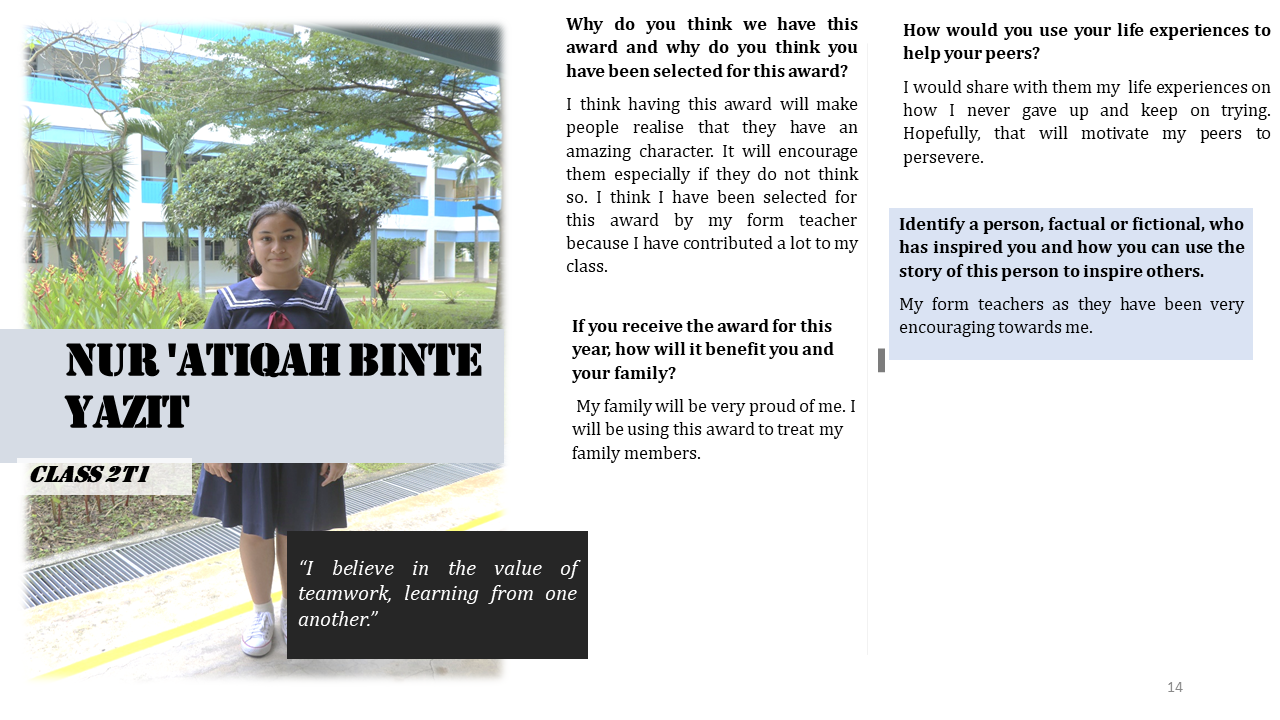 NUR 'ATIQAH BINTE
YAZIT
CLASS 2T1
“I believe in the value of
teamwork, learning from one
another.”
Why do you think we have this
award and why do you think you
have been selected for this award?
I think having this award will make
people realise that they have an
amazing character. It will encourage
them especially if they do not think
so. I think I have been selected for
this award by my form teacher
because I have contributed a lot to my
class.
If you receive the award for this
year, how will it benefit you and
your family?
My family will be very proud of me. I
will be using this award to treat my
family members.
How would you use your life experiences to
help your peers?
I would share with them my life experiences on
how I never gave up and keep on trying.
Hopefully, that will motivate my peers to
persevere.
Identify a person, factual or fictional, who
has inspired you and how you can use the
story of this person to inspire others.
My form teachers as they have been very
encouraging towards me.
14